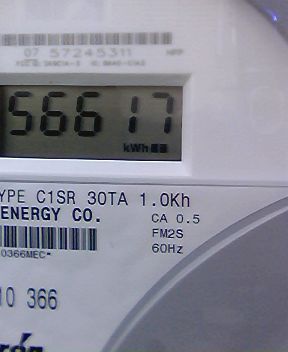 07 57245311
56617
kWh
YPE C1SR 30TA 1.0Kh
ENERGY CO.
CA 0.5
FM2S
60Hz
0366MEC*
10 366